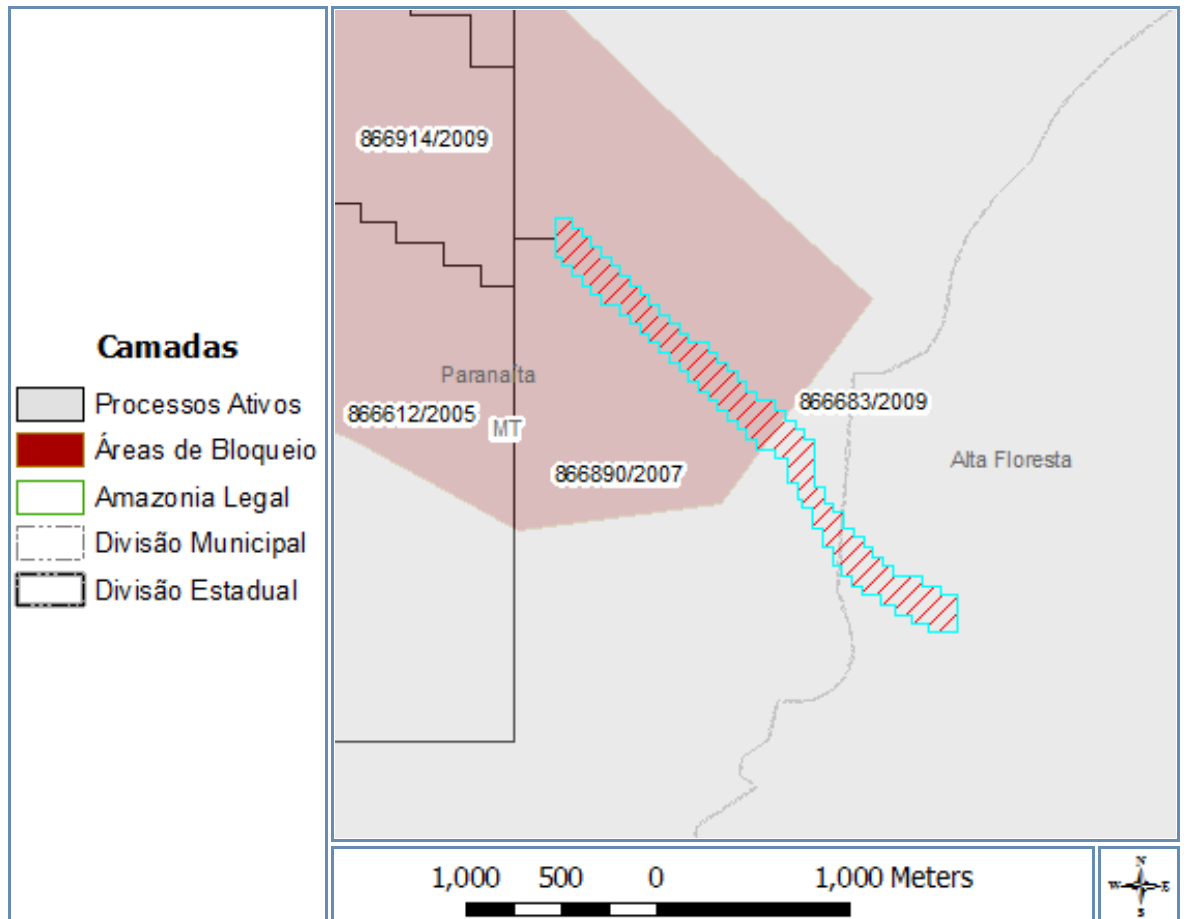 Camadas
Processos Ativos
Áreas de Bloqueio
Amazonia Legal
Divisão Municipal
Divisão Estadual
866914/2009
Paranaíta
866612/2005
MT
866683/2009
866890/2007
Alta Floresta
1,000 500 0 1,000 Meters
N
W E
S